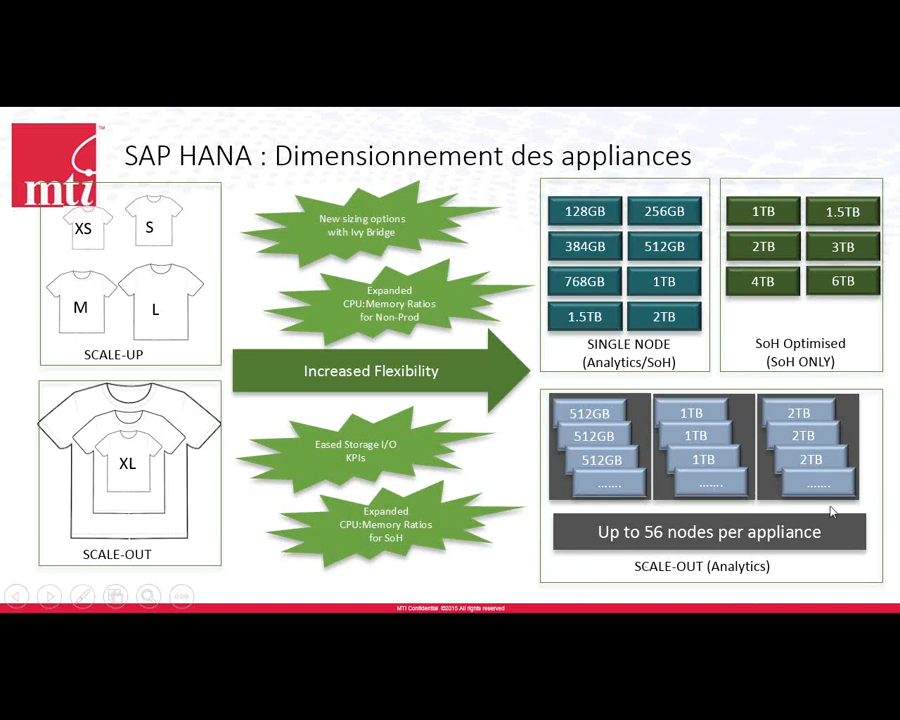 mti
™
SAP HANA : Dimensionnement des appliances
XS
S
M
L
SCALE-UP
XL
SCALE-OUT
New sizing options
with Ivy Bridge
Expanded
CPU:Memory Ratios
for Non-Prod
Increased Flexibility
Eased Storage I/O
KPIs
Expanded
CPU:Memory Ratios
for SoH
128GB
256GB
384GB
512GB
768GB
1TB
1.5TB
2TB
SINGLE NODE
(Analytics/SoH)
1TB
1.5TB
2TB
3TB
4TB
6TB
SoH Optimised
(SoH ONLY)
512GB
512GB
512GB
.......
1TB
1TB
1TB
.......
2TB
2TB
2TB
.......
Up to 56 nodes per appliance
SCALE-OUT (Analytics)
MTI Confidential ©2015 All rights reserved